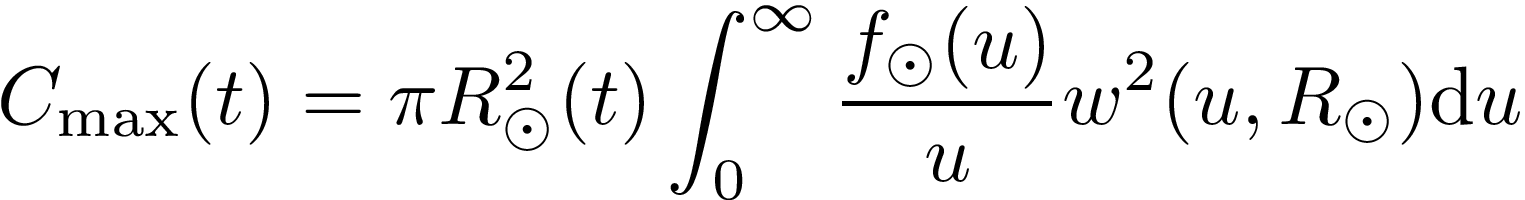 C_{\max}(t) = \pi R_{\odot}^{2}(t) \int_{0}^{\infty} \frac{f_{\odot}(u)}{u} w^{2}(u, R_{\odot}) \mathrm{d}u